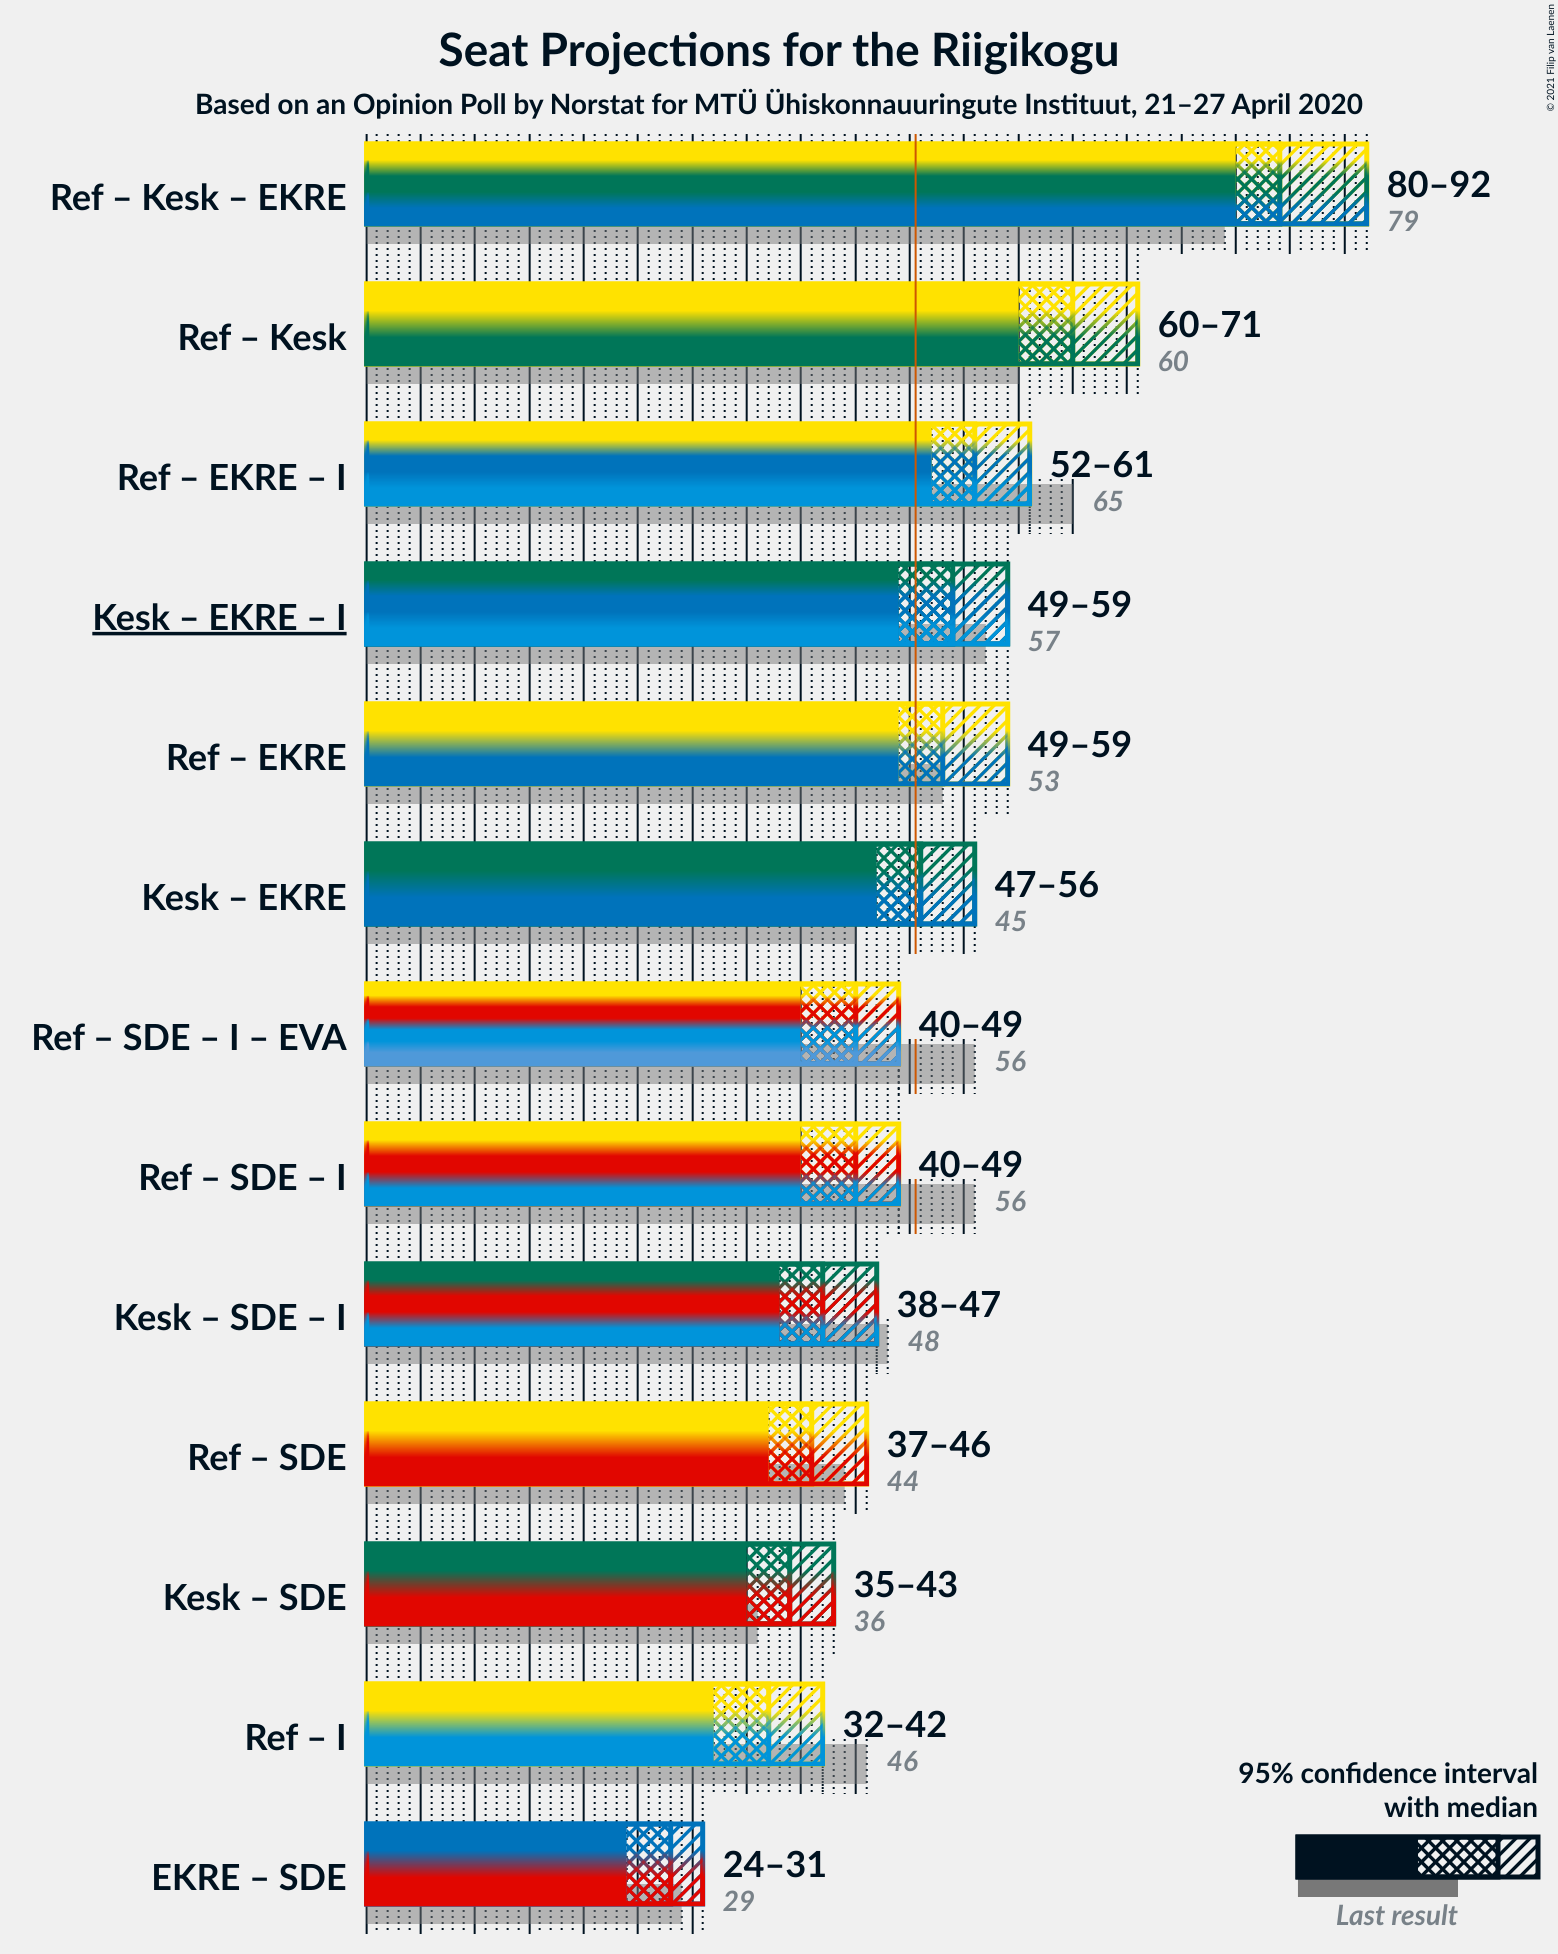 Seat Projections for the Riigikogu
Based on an Opinion Poll by Norstat for MTÜ Ühiskonnauuringute Instituut, 21–27 April 2020
© 2021 Filip van Laenen
Ref – Kesk – EKRE
80–92
79
Ref – Kesk
60–71
60
Ref – EKRE – I
52–61
65
Kesk – EKRE – I
49–59
57
Ref – EKRE
49–59
53
Kesk – EKRE
47–56
45
Ref – SDE – I – EVA
40–49
56
Ref – SDE – I
40–49
56
Kesk – SDE – I
38–47
48
Ref – SDE
37–46
44
Kesk – SDE
35–43
36
Ref – I
32–42
46
EKRE – SDE
24–31
29
95% confidence interval
with median
Last result